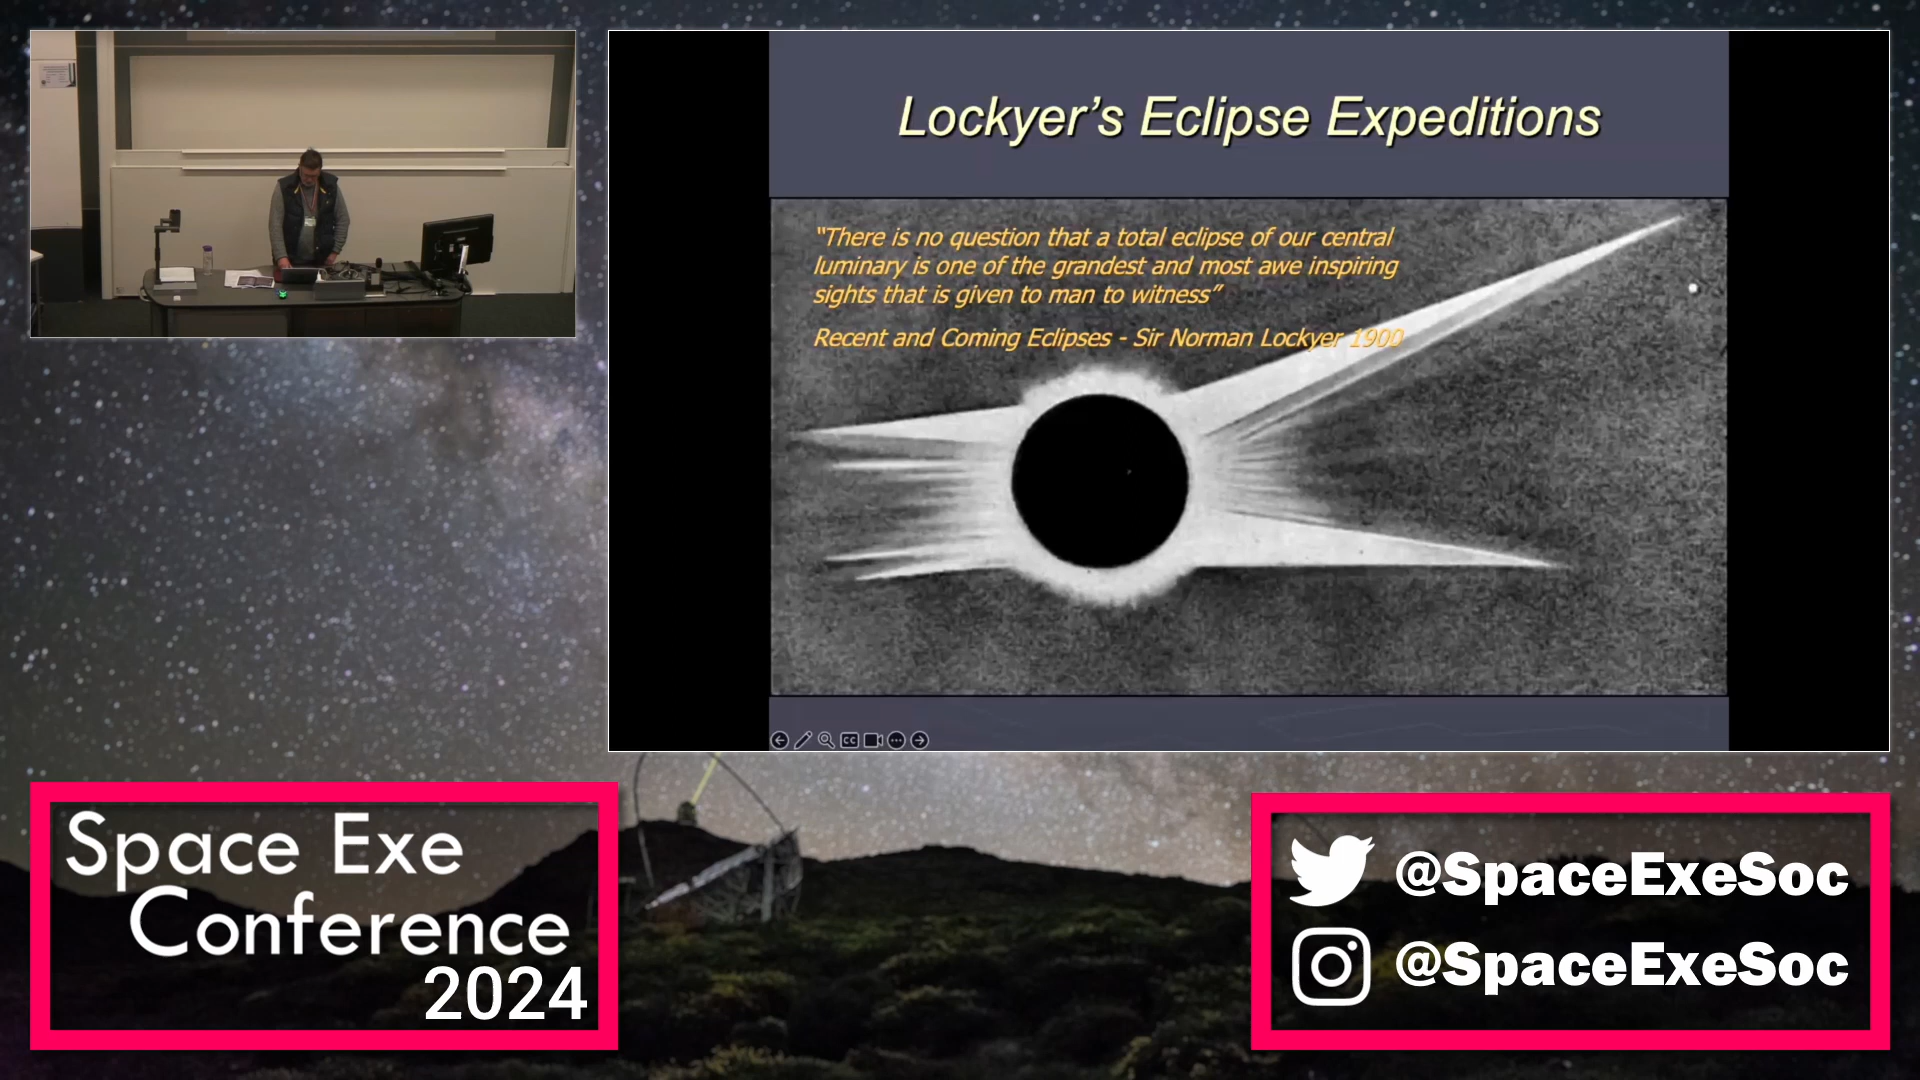 Lockyer’s Eclipse Expeditions
“There is no question that a total eclipse of our central
luminary is one of the grandest and most awe inspiring
sights that is given to man to witness”
Recent and Coming Eclipses - Sir Norman Lockyer 1900
CC
Space Exe
Conference
2024
@SpaceExeSoc
@SpaceExeSoc